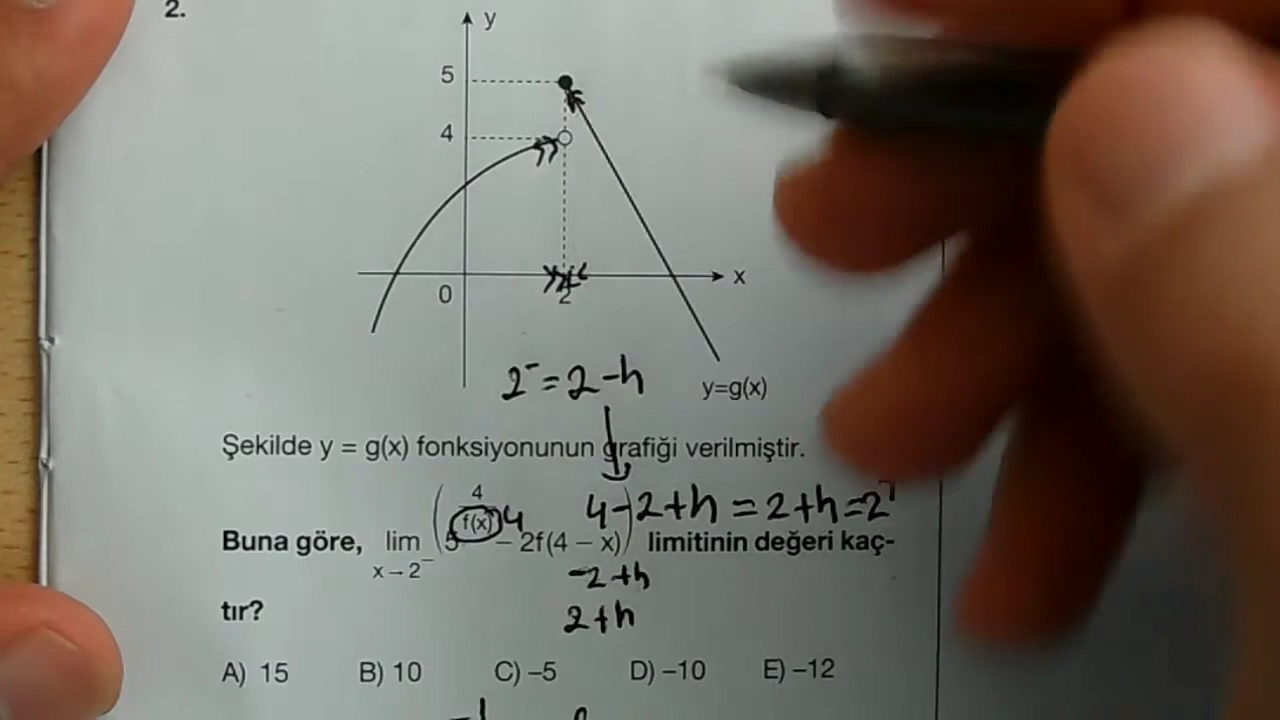 2.
y
5
4
0
2
x
2⁻ = 2 - h
y=g(x)
Şekilde y = g(x) fonksiyonunun grafiği verilmiştir.
4 - 2 + h = 2 + h = 2⁺
Buna göre, lim x→2⁻ (5^(4/f(x)) 4 – 2f(4 – x)) limitinin değeri kaç-
-2 + h
tır?
2 + h
A) 15 B) 10 C) –5 D) –10 E) –12